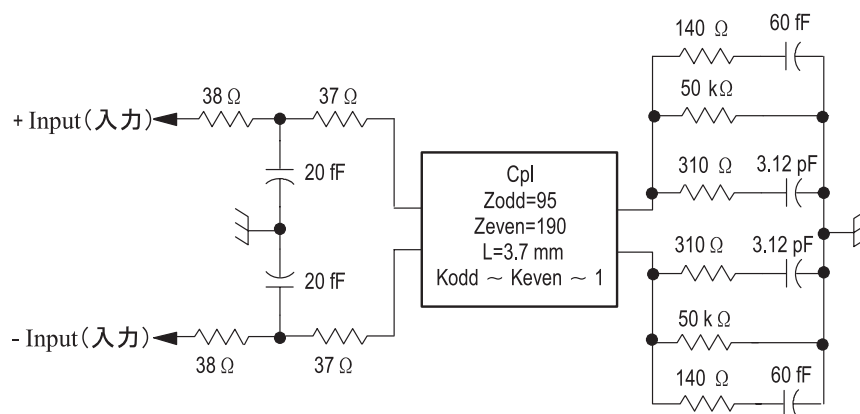 140 Ω
60 fF
38 Ω
37 Ω
50 kΩ
+ Input(入力)
20 fF
Cpl
Zodd=95
Zeven=190
L=3.7 mm
Kodd ~ Keven ~ 1
310 Ω
3.12 pF
310 Ω
3.12 pF
20 fF
- Input(入力)
38 Ω
37 Ω
50 kΩ
140 Ω
60 fF